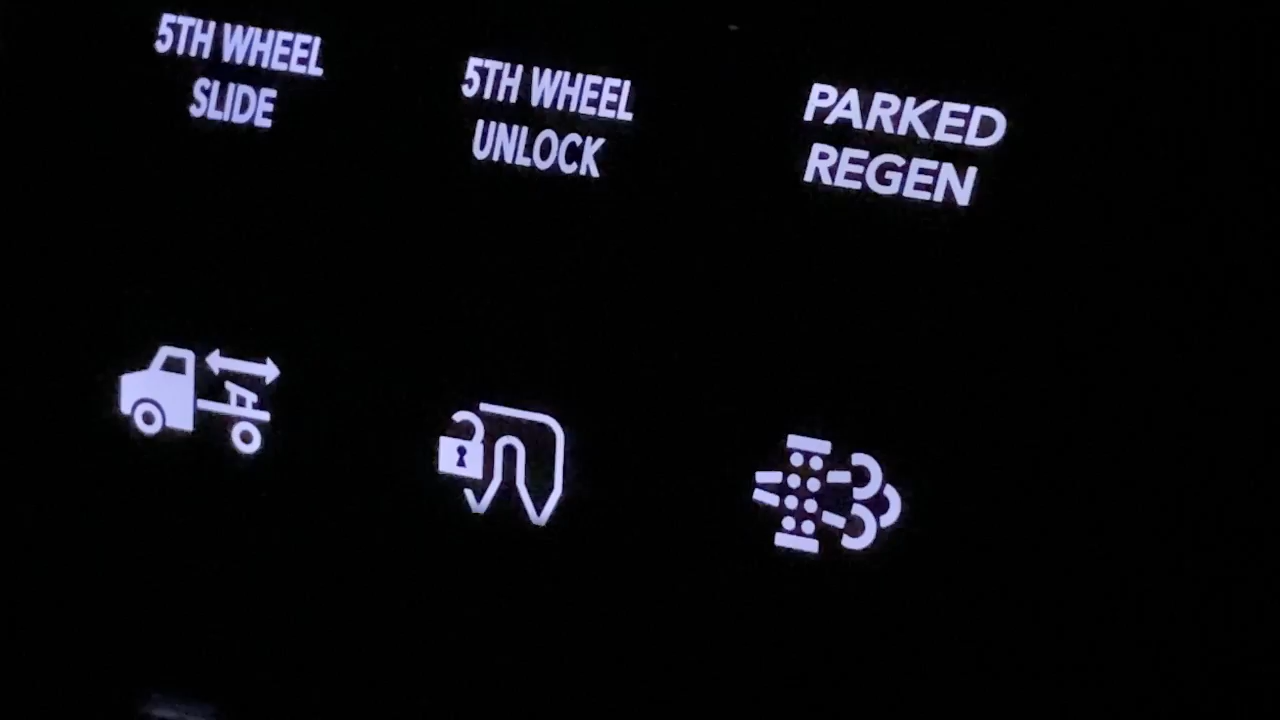 5TH WHEEL
SLIDE
5TH WHEEL
UNLOCK
PARKED
REGEN